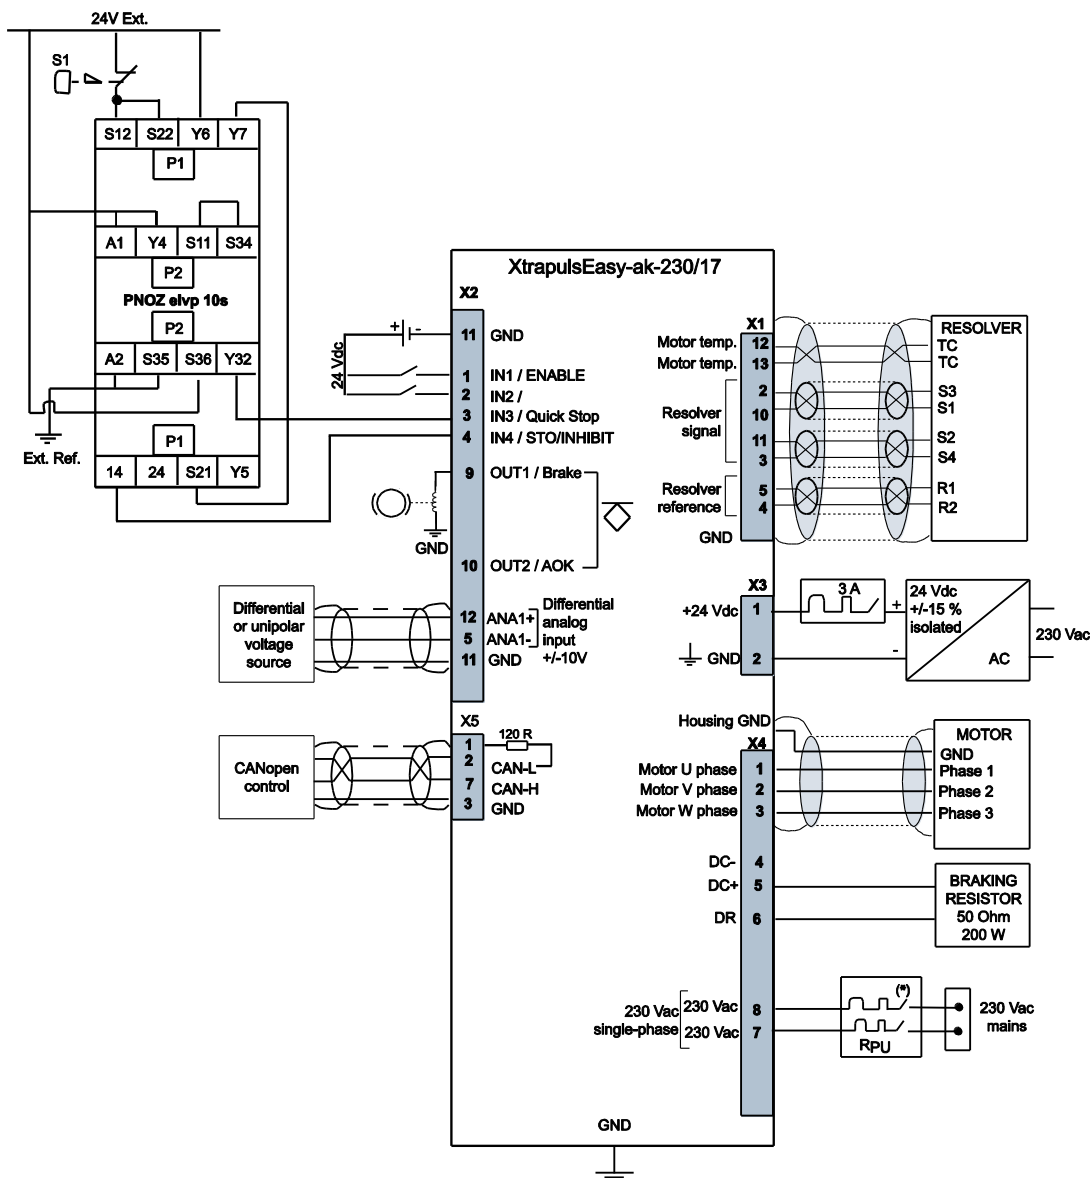 24V Ext.
S1
S12 S22 Y6 Y7
P1
A1 Y4 S11 S34
P2
PNOZ elvp 10s
P2
A2 S35 S36 Y32
Ext. Ref.
P1
14 24 S21 Y5
XtrapulsEasy-ak-230/17
X2
+ -
24 Vdc
11 GND
1 IN1 / ENABLE
2 IN2 /
3 IN3 / Quick Stop
4 IN4 / STO/INHIBIT
9 OUT1 / Brake
GND
10 OUT2 / AOK
Differential
or unipolar
voltage
source
12 ANA1+
5 ANA1-
11 GND
Differential
analog
input
+/-10V
X5
CANopen
control
1 120 R
2 CAN-L
7 CAN-H
3 GND
X1
Motor temp. 12
Motor temp. 13
Resolver
signal
2
10
11
3
Resolver
reference
5
4
GND
RESOLVER
TC
TC
S3
S1
S2
S4
R1
R2
X3
+24 Vdc 1
GND 2
3 A
+
-
24 Vdc
+/-15 %
isolated
AC
230 Vac
Housing GND
X4
Motor U phase 1
Motor V phase 2
Motor W phase 3
MOTOR
GND
Phase 1
Phase 2
Phase 3
DC- 4
DC+ 5
DR 6
BRAKING
RESISTOR
50 Ohm
200 W
230 Vac
single-phase
230 Vac 8
230 Vac 7
(*)
RPU
230 Vac
mains
GND